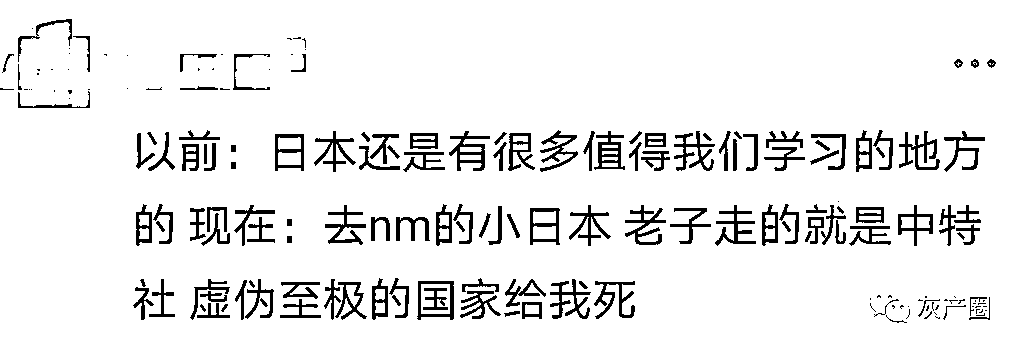 以前：日本还是有很多值得我们学习的地方
的 现在：去nm的小日本 老子走的就是中特
社 虚伪至极的国家给我死
灰产圈